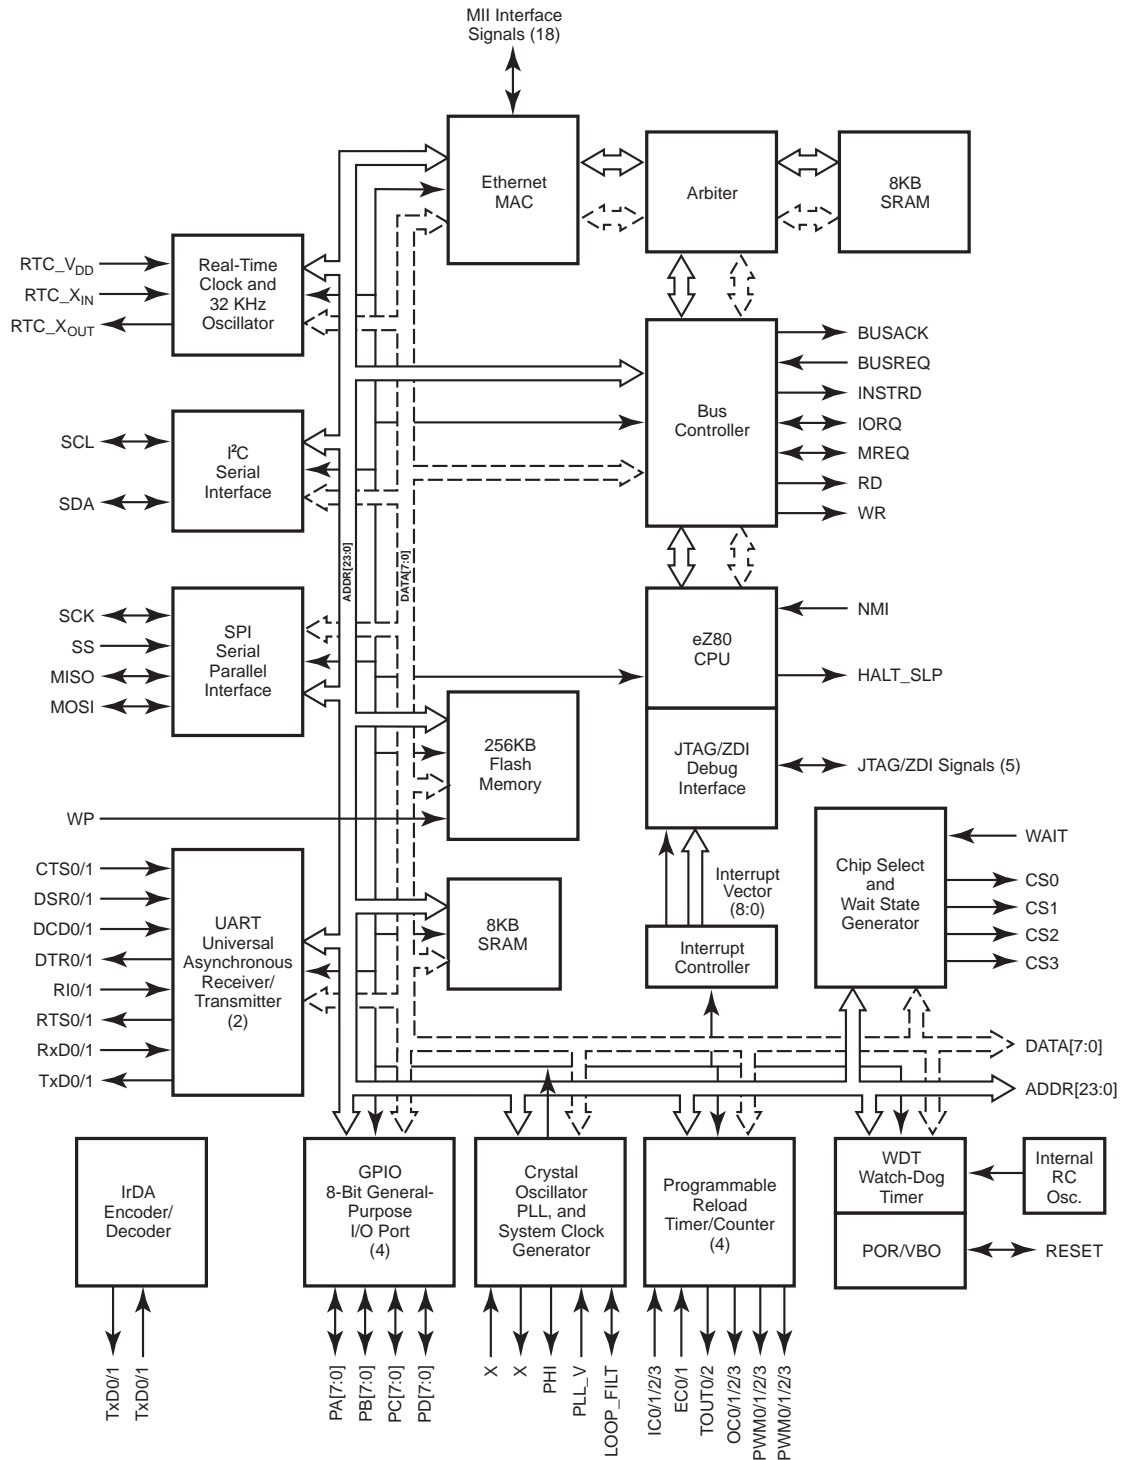 MII Interface
Signals (18)
Ethernet
MAC
Arbiter
8KB
SRAM
RTC_VDD
RTC_XIN
RTC_XOUT
Real-Time
Clock and
32 KHz
Oscillator
Bus
Controller
BUSACK
BUSREQ
INSTRD
IORQ
MREQ
RD
WR
SCL
SDA
I²C
Serial
Interface
ADDR[23:0]
DATA[7:0]
SCK
SS
MISO
MOSI
SPI
Serial
Parallel
Interface
eZ80
CPU
NMI
HALT_SLP
256KB
Flash
Memory
JTAG/ZDI
Debug
Interface
JTAG/ZDI Signals (5)
WP
CTS0/1
DSR0/1
DCD0/1
DTR0/1
RI0/1
RTS0/1
RxD0/1
TxD0/1
UART
Universal
Asynchronous
Receiver/
Transmitter
(2)
8KB
SRAM
Interrupt
Vector
(8:0)
Interrupt
Controller
Chip Select
and
Wait State
Generator
WAIT
CS0
CS1
CS2
CS3
DATA[7:0]
ADDR[23:0]
IrDA
Encoder/
Decoder
GPIO
8-Bit General-
Purpose
I/O Port
(4)
Crystal
Oscillator
PLL, and
System Clock
Generator
Programmable
Reload
Timer/Counter
(4)
WDT
Watch-Dog
Timer
POR/VBO
Internal
RC
Osc.
RESET
TxD0/1
TxD0/1
PA[7:0]
PB[7:0]
PC[7:0]
PD[7:0]
X
X
PHI
PLL_V
LOOP_FILT
IC0/1/2/3
EC0/1
TOUT0/2
OC0/1/2/3
PWM0/1/2/3
PWM0/1/2/3